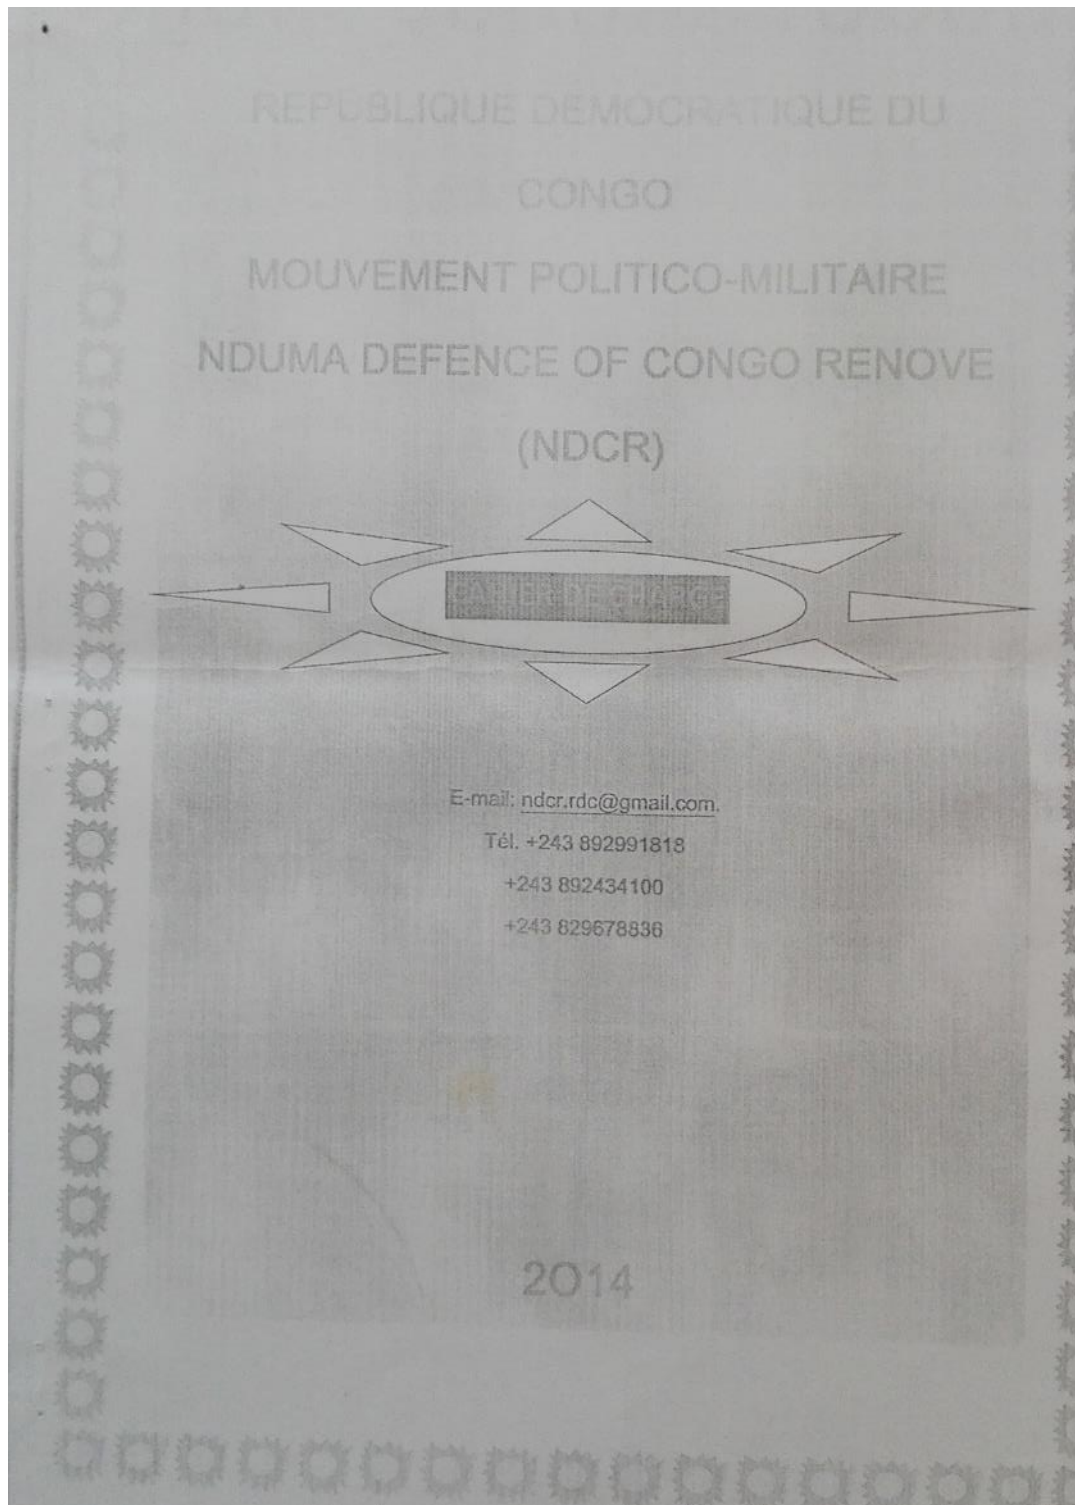 REPUBLIQUE DEMOCRATIQUE DU
CONGO
MOUVEMENT POLITICO-MILITAIRE
NDUMA DEFENCE OF CONGO RENOVE
(NDCR)
CAHIER DE CHARGE
E-mail: ndcr.rdc@gmail.com.
Tél. +243 892991818
+243 892434100
+243 829678836
2O14